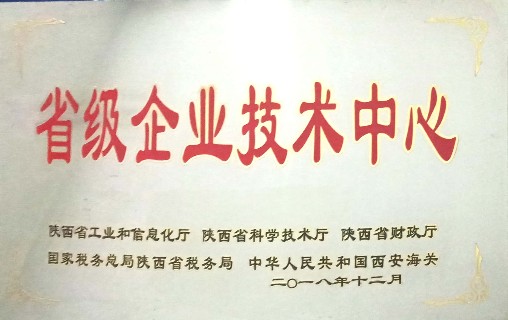 省级企业技术中心
陕西省工业和信息化厅 陕西省科学技术厅 陕西省财政厅
国家税务总局陕西省税务局 中华人民共和国西安海关
二〇一八年十二月